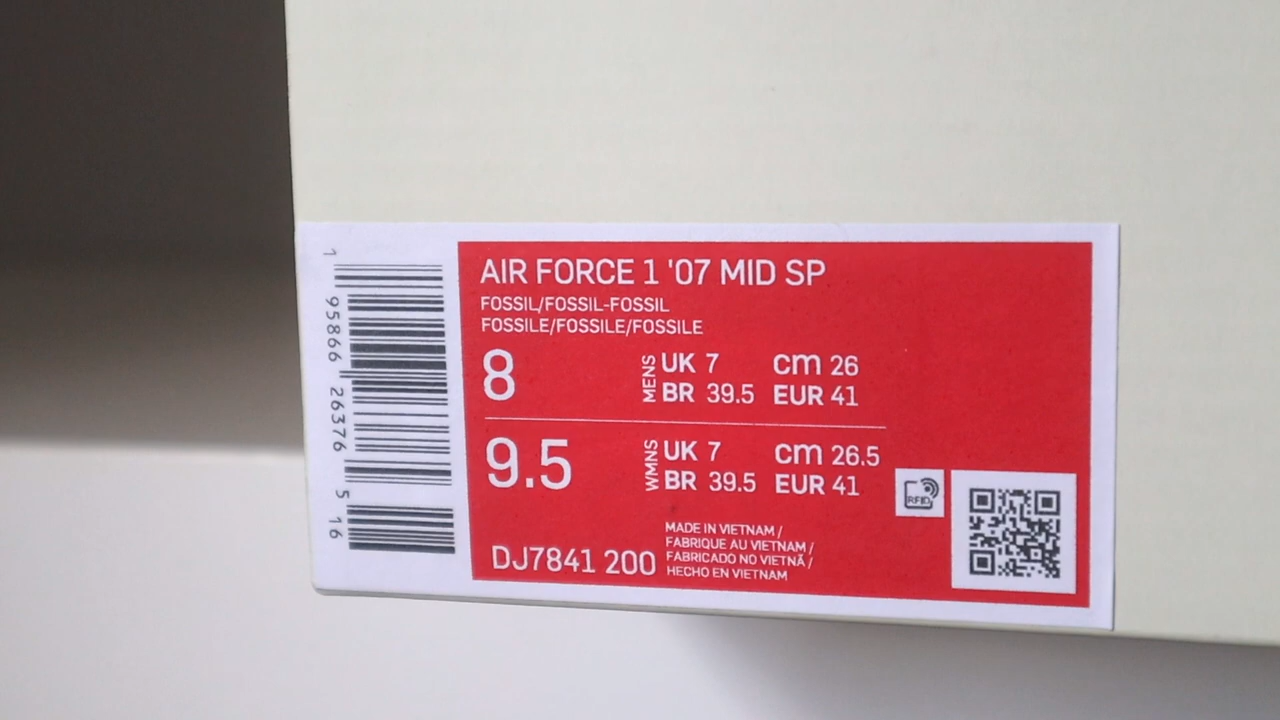 1
95866
26376
5
16
AIR FORCE 1 '07 MID SP
FOSSIL/FOSSIL-FOSSIL
FOSSILE/FOSSILE/FOSSILE
8
MENS
UK 7 cm 26
BR 39.5 EUR 41
9.5
WMNS
UK 7 cm 26.5
BR 39.5 EUR 41
RFID
DJ7841 200
MADE IN VIETNAM /
FABRIQUE AU VIETNAM /
FABRICADO NO VIETNÃ /
HECHO EN VIETNAM